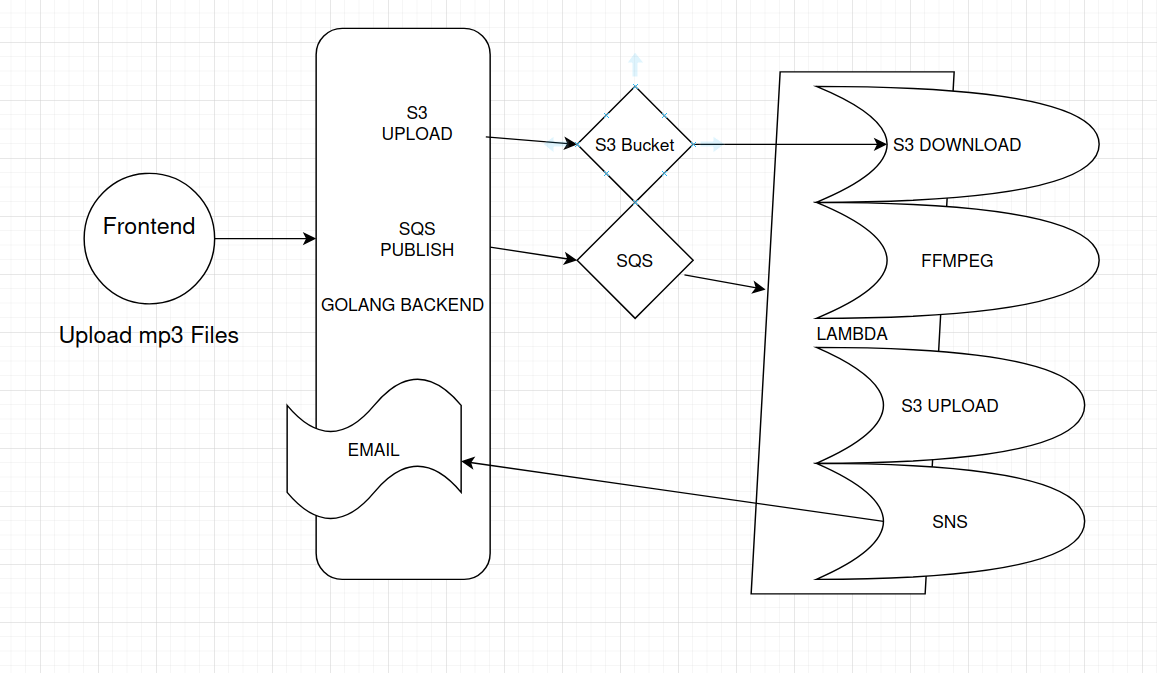 Frontend
Upload mp3 Files
S3
UPLOAD
SQS
PUBLISH
GOLANG BACKEND
EMAIL
S3 Bucket
SQS
S3 DOWNLOAD
FFMPEG
LAMBDA
S3 UPLOAD
SNS